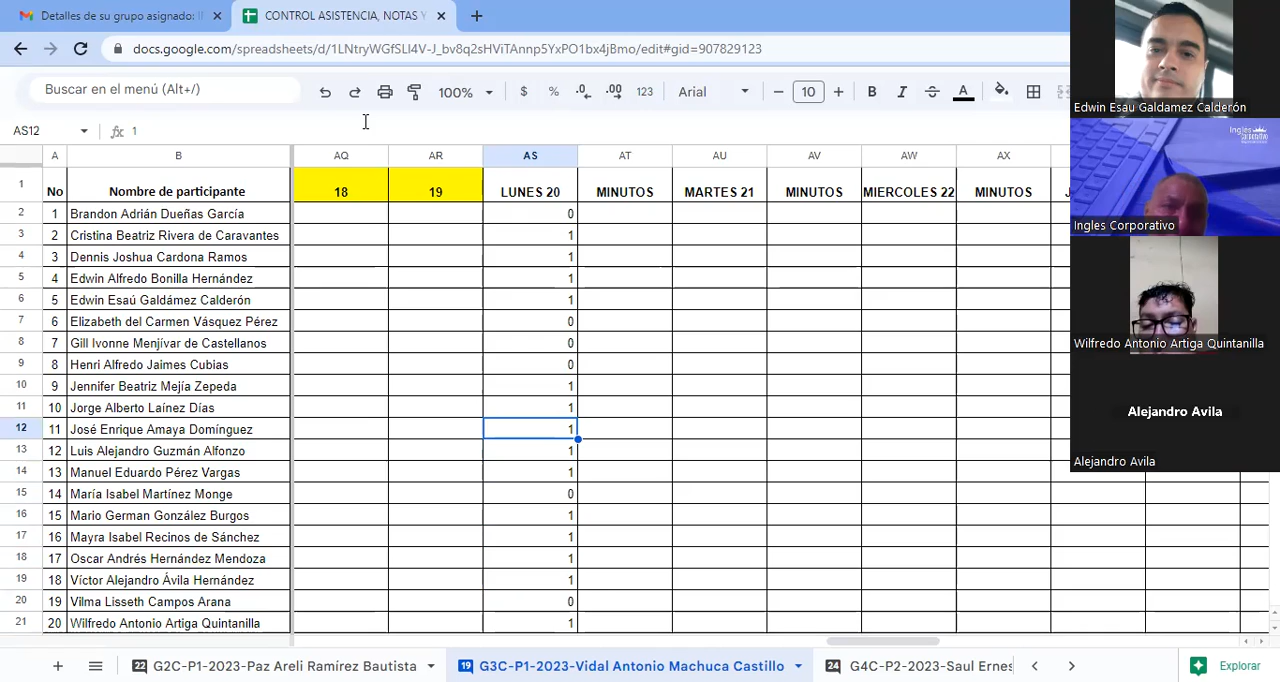 Detalles de su grupo asignado: I
CONTROL ASISTENCIA, NOTAS Y
docs.google.com/spreadsheets/d/1LNtryWGfSLl4V-J_bv8q2sHViTAnnp5YxPO1bx4jBmo/edit#gid=907829123
Buscar en el menú (Alt+/)
100%
$ % .0 .00 123
Arial
10
B I A
AS12
fx 1
A B AQ AR AS AT AU AV AW AX
1 No Nombre de participante 18 19 LUNES 20 MINUTOS MARTES 21 MINUTOS MIERCOLES 22 MINUTOS J
2 1 Brandon Adrián Dueñas García 0
3 2 Cristina Beatriz Rivera de Caravantes 1
4 3 Dennis Joshua Cardona Ramos 1
5 4 Edwin Alfredo Bonilla Hernández 1
6 5 Edwin Esaú Galdámez Calderón 1
7 6 Elizabeth del Carmen Vásquez Pérez 0
8 7 Gill Ivonne Menjívar de Castellanos 0
9 8 Henri Alfredo Jaimes Cubias 0
10 9 Jennifer Beatriz Mejía Zepeda 1
11 10 Jorge Alberto Laínez Días 1
12 11 José Enrique Amaya Domínguez 1
13 12 Luis Alejandro Guzmán Alfonzo 1
14 13 Manuel Eduardo Pérez Vargas 1
15 14 María Isabel Martínez Monge 0
16 15 Mario German González Burgos 1
17 16 Mayra Isabel Recinos de Sánchez 1
18 17 Oscar Andrés Hernández Mendoza 1
19 18 Víctor Alejandro Ávila Hernández 1
20 19 Vilma Lisseth Campos Arana 0
21 20 Wilfredo Antonio Artiga Quintanilla 1
22 G2C-P1-2023-Paz Areli Ramírez Bautista
19 G3C-P1-2023-Vidal Antonio Machuca Castillo
24 G4C-P2-2023-Saul Ernes
Explorar
Edwin Esau Galdamez Calderón
Ingles Corporativo
Ingles Corporativo
Wilfredo Antonio Artiga Quintanilla
Alejandro Avila
Alejandro Avila